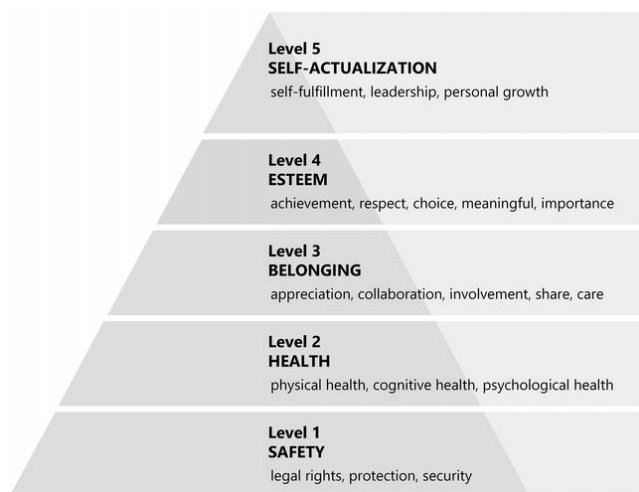 Level 5
SELF-ACTUALIZATION
self-fulfillment, leadership, personal growth
Level 4
ESTEEM
achievement, respect, choice, meaningful, importance
Level 3
BELONGING
appreciation, collaboration, involvement, share, care
Level 2
HEALTH
physical health, cognitive health, psychological health
Level 1
SAFETY
legal rights, protection, security